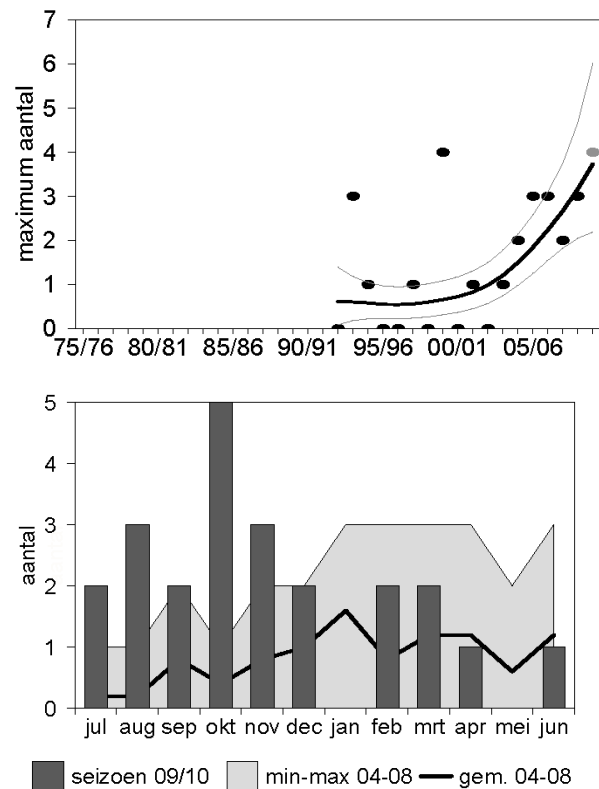 maximum aantal
7
6
5
4
3
2
1
0
75/76 80/81 85/86 90/91 95/96 00/01 05/06
aantal
5
4
3
2
1
0
jul aug sep okt nov dec jan feb mrt apr mei jun
seizoen 09/10 min-max 04-08 gem. 04-08